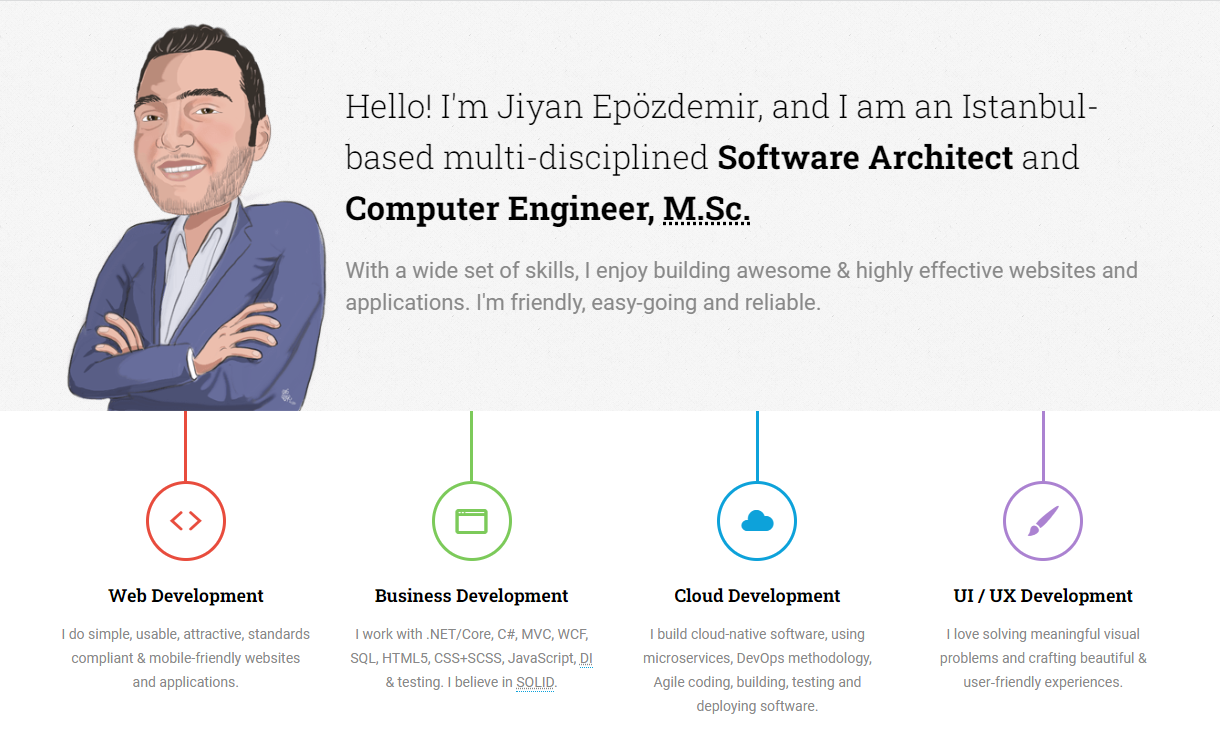 Hello! I'm Jiyan Epözdemir, and I am an Istanbul-
based multi-disciplined Software Architect and
Computer Engineer, M.Sc.
With a wide set of skills, I enjoy building awesome & highly effective websites and
applications. I'm friendly, easy-going and reliable.
Web Development
I do simple, usable, attractive, standards
compliant & mobile-friendly websites
and applications.
Business Development
I work with .NET/Core, C#, MVC, WCF,
SQL, HTML5, CSS+SCSS, JavaScript, DI
& testing. I believe in SOLID.
Cloud Development
I build cloud-native software, using
microservices, DevOps methodology,
Agile coding, building, testing and
deploying software.
UI / UX Development
I love solving meaningful visual
problems and crafting beautiful &
user-friendly experiences.